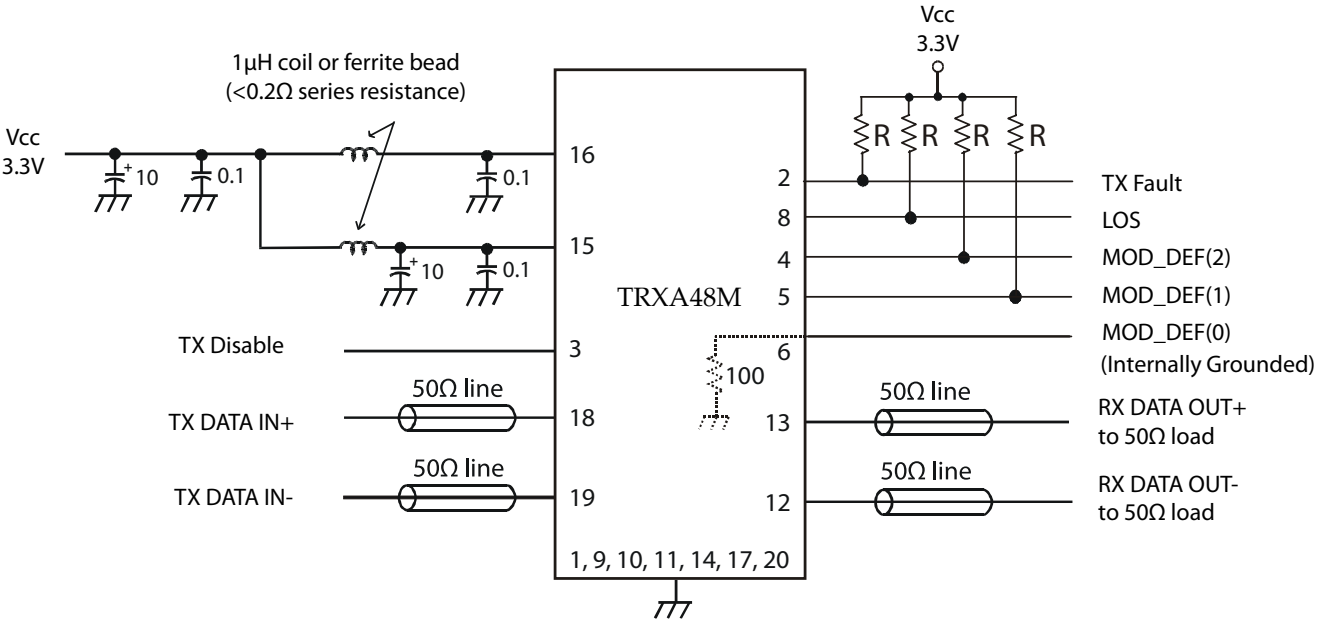 Vcc
3.3V
1µH coil or ferrite bead
(<0.2Ω series resistance)
Vcc
3.3V
R R R R
+ 10
0.1
0.1
16
2
TX Fault
8
LOS
15
+ 10
0.1
4
MOD_DEF(2)
TRXA48M
5
MOD_DEF(1)
MOD_DEF(0)
(Internally Grounded)
TX Disable
3
6
100
50Ω line
TX DATA IN+
18
13
50Ω line
RX DATA OUT+
to 50Ω load
50Ω line
TX DATA IN-
19
12
50Ω line
RX DATA OUT-
to 50Ω load
1, 9, 10, 11, 14, 17, 20